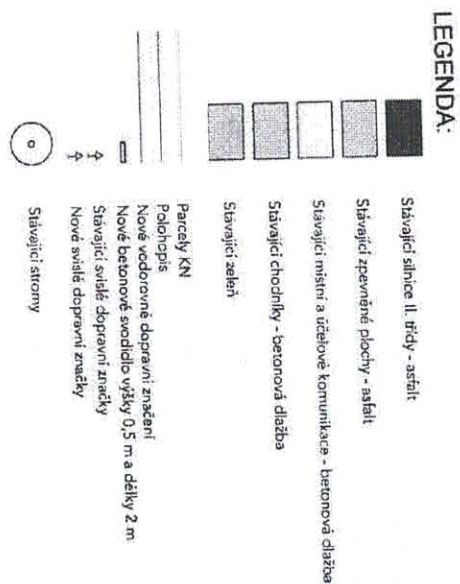 LEGENDA:
Stávající silnice II. třídy - asfalt
Stávající zpevněné plochy - asfalt
Stávající místní a účelové komunikace - betonová dlažba
Stávající chodníky - betonová dlažba
Stávající zeleň
Parcely KN
Polohopis
Nové vodorovné dopravní značení
Nové betonové svodidlo výšky 0,5 m a délky 2 m
Stávající svislé dopravní značky
Nové svislé dopravní značky
Stávající stromy